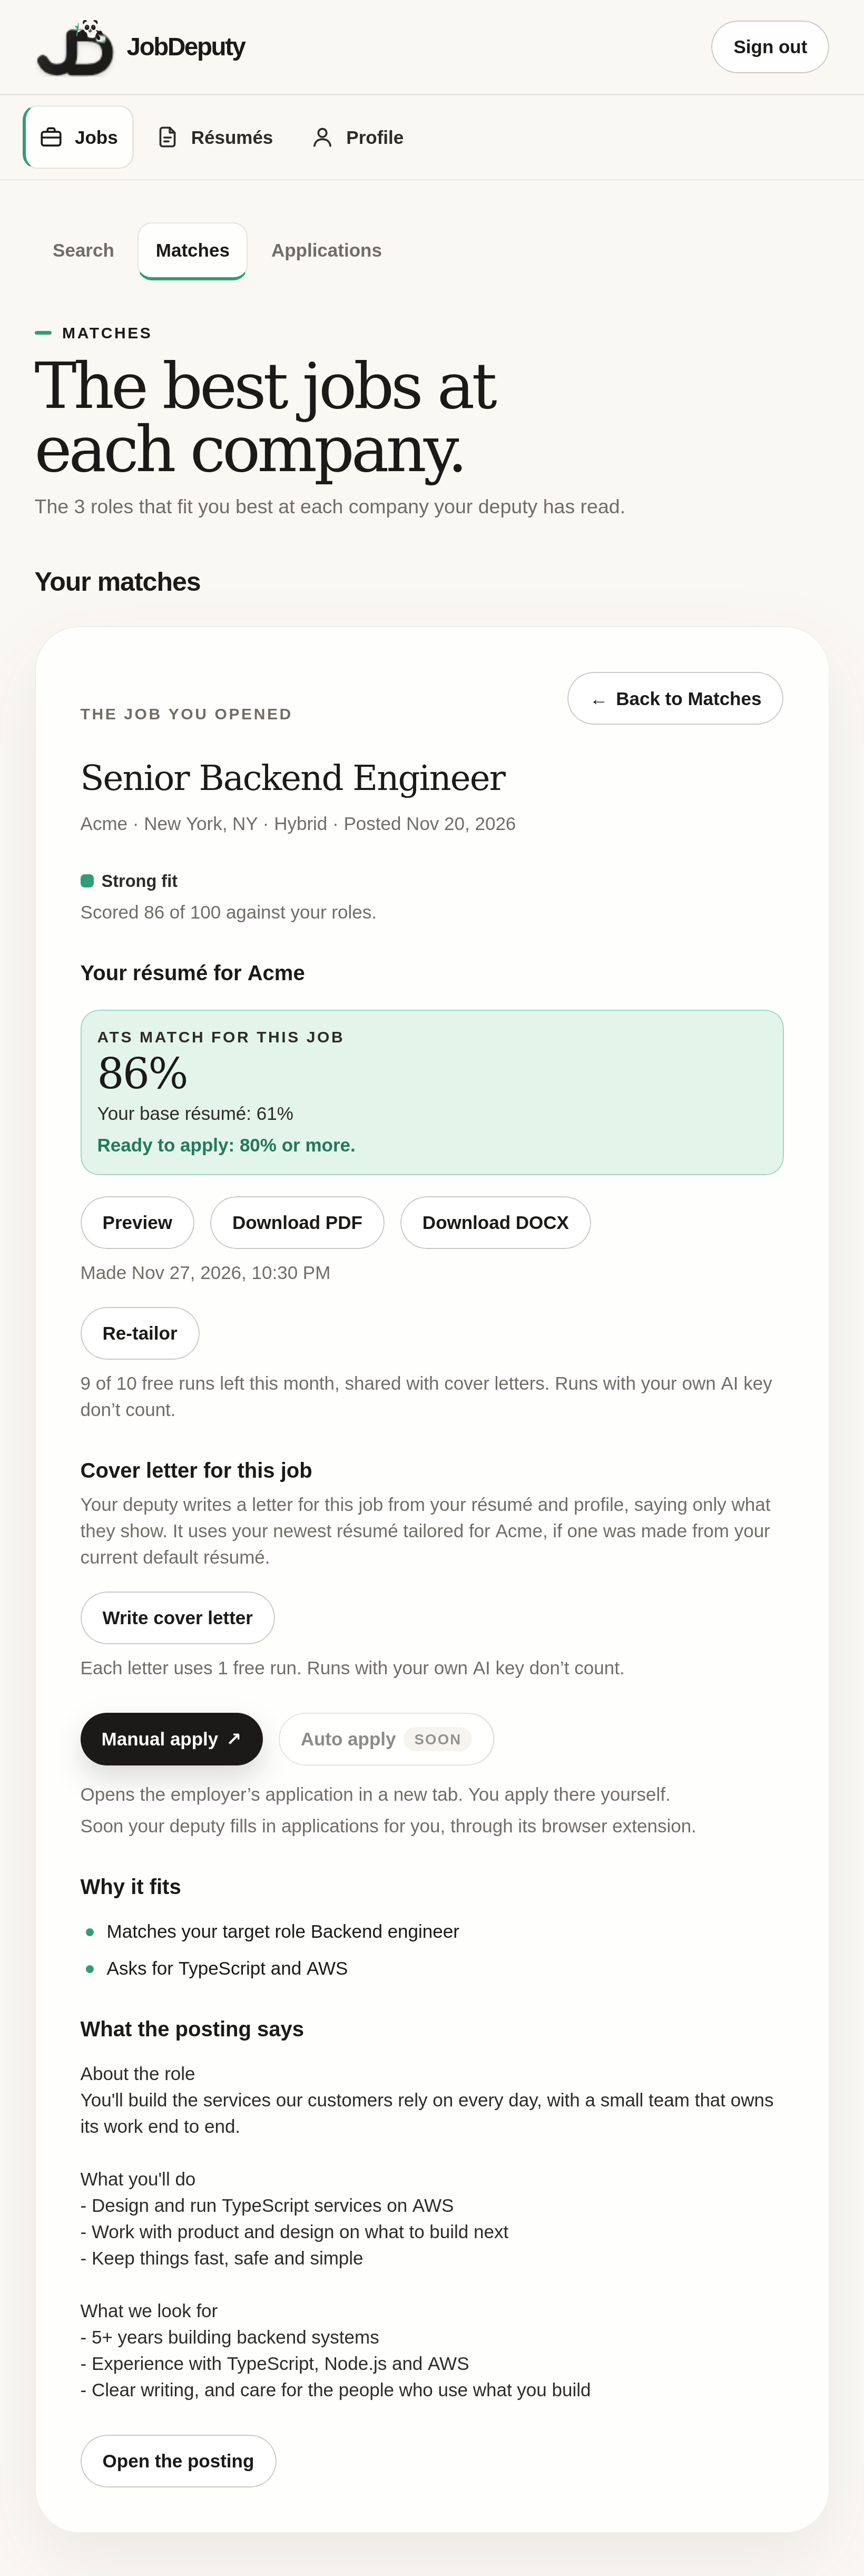 JobDeputy
Sign out
Jobs
Résumés
Profile
Search
Matches
Applications
MATCHES
The best jobs at
each company.
The 3 roles that fit you best at each company your deputy has read.
Your matches
THE JOB YOU OPENED
← Back to Matches
Senior Backend Engineer
Acme · New York, NY · Hybrid · Posted Nov 20, 2026
Strong fit
Scored 86 of 100 against your roles.
Your résumé for Acme
ATS MATCH FOR THIS JOB
86%
Your base résumé: 61%
Ready to apply: 80% or more.
Preview
Download PDF
Download DOCX
Made Nov 27, 2026, 10:30 PM
Re-tailor
9 of 10 free runs left this month, shared with cover letters. Runs with your own AI key
don’t count.
Cover letter for this job
Your deputy writes a letter for this job from your résumé and profile, saying only what
they show. It uses your newest résumé tailored for Acme, if one was made from your
current default résumé.
Write cover letter
Each letter uses 1 free run. Runs with your own AI key don’t count.
Manual apply ↗
Auto apply SOON
Opens the employer’s application in a new tab. You apply there yourself.
Soon your deputy fills in applications for you, through its browser extension.
Why it fits
Matches your target role Backend engineer
Asks for TypeScript and AWS
What the posting says
About the role
You'll build the services our customers rely on every day, with a small team that owns
its work end to end.
What you'll do
- Design and run TypeScript services on AWS
- Work with product and design on what to build next
- Keep things fast, safe and simple
What we look for
- 5+ years building backend systems
- Experience with TypeScript, Node.js and AWS
- Clear writing, and care for the people who use what you build
Open the posting